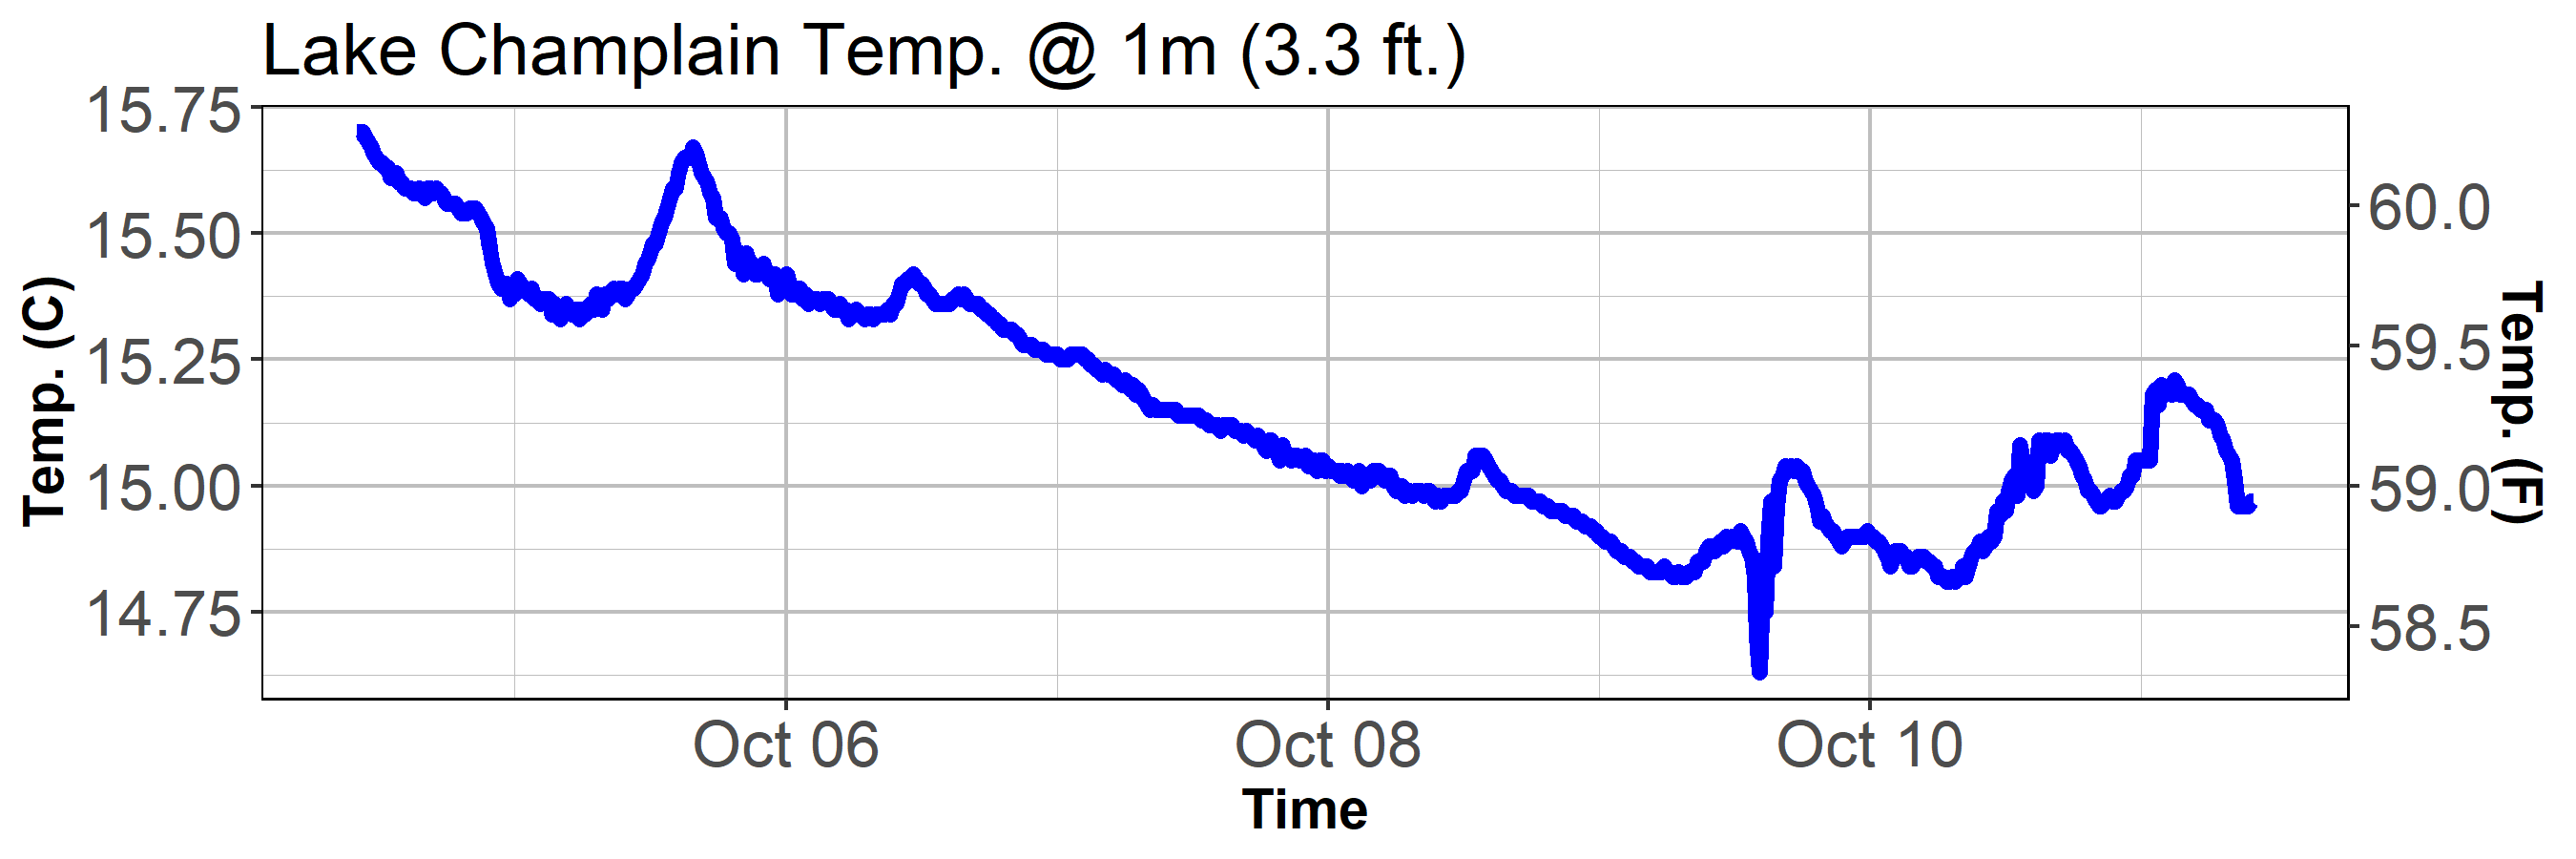 Lake Champlain Temp. @ 1m (3.3 ft.)
15.75
15.50
15.25
15.00
14.75
Temp. (C)
60.0
59.5
59.0
58.5
Temp. (F)
Oct 06
Oct 08
Oct 10
Time